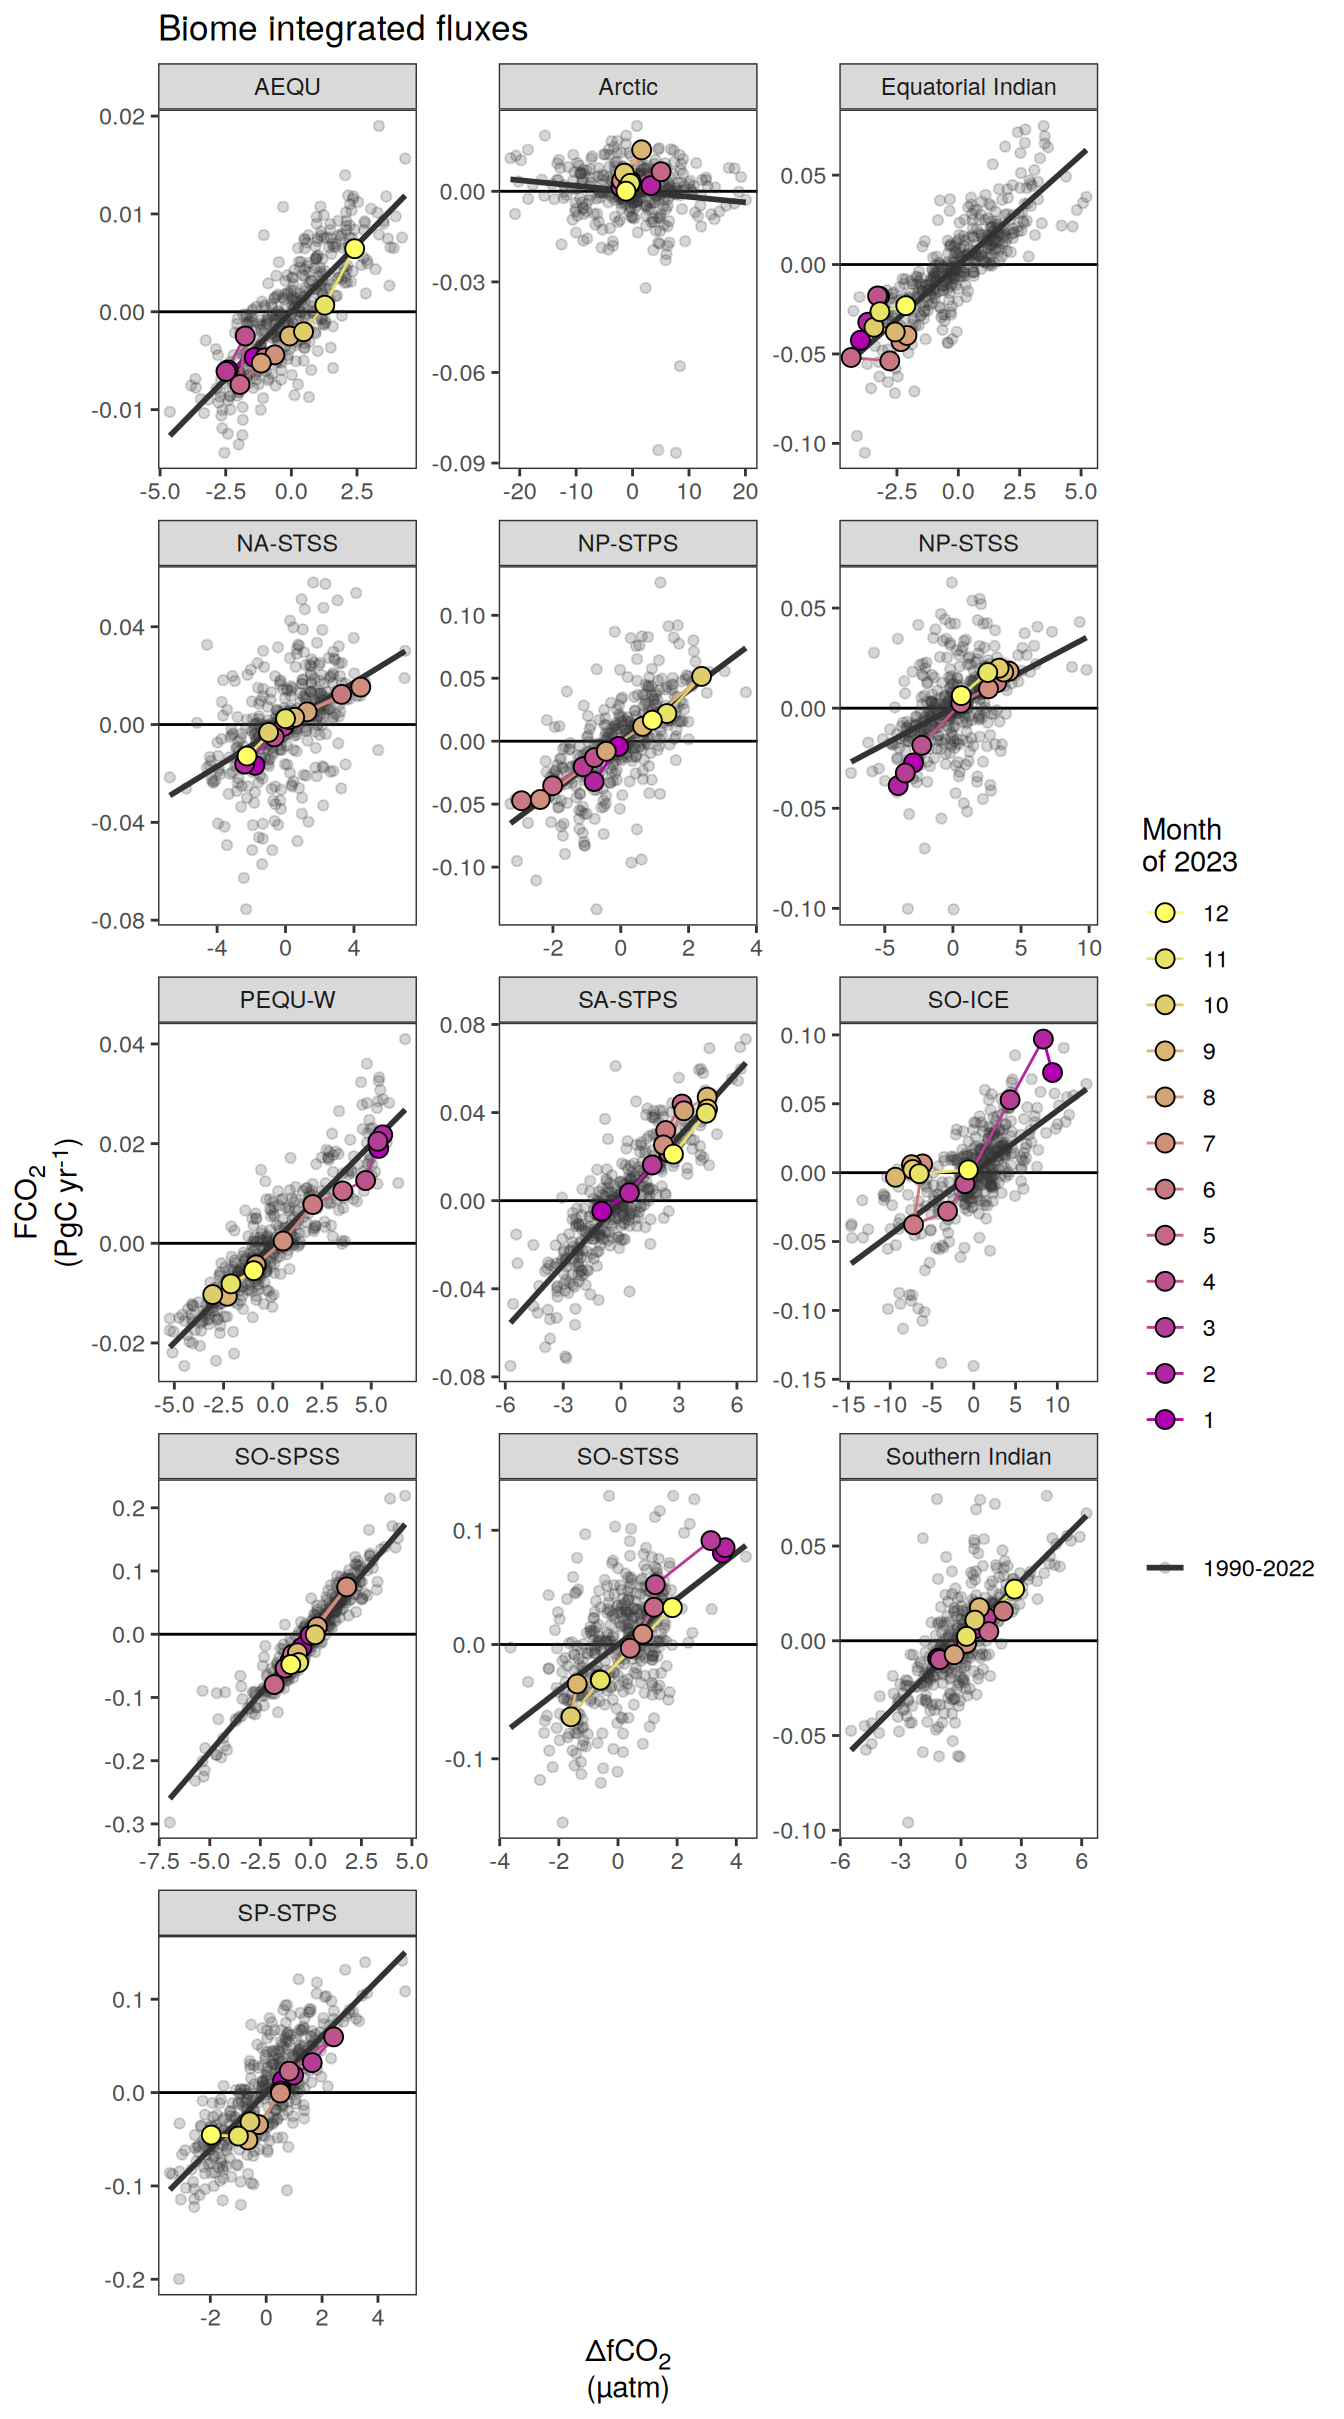 Biome integrated fluxes
AEQU
Arctic
Equatorial Indian
0.02
0.01
0.00
-0.01
0.00
-0.03
-0.06
-0.09
0.05
0.00
-0.05
-0.10
-5.0 -2.5 0.0 2.5
-20 -10 0 10 20
-2.5 0.0 2.5 5.0
NA-STSS
NP-STPS
NP-STSS
0.04
0.00
-0.04
-0.08
0.10
0.05
0.00
-0.05
-0.10
0.05
0.00
-0.05
-0.10
-4 0 4
-2 0 2 4
-5 0 5 10
PEQU-W
SA-STPS
SO-ICE
0.04
0.02
0.00
-0.02
0.08
0.04
0.00
-0.04
-0.08
0.10
0.05
0.00
-0.05
-0.10
-0.15
-5.0 -2.5 0.0 2.5 5.0
-6 -3 0 3 6
-15 -10 -5 0 5 10
SO-SPSS
SO-STSS
Southern Indian
0.2
0.1
0.0
-0.1
-0.2
-0.3
0.1
0.0
-0.1
0.05
0.00
-0.05
-0.10
-7.5 -5.0 -2.5 0.0 2.5 5.0
-4 -2 0 2 4
-6 -3 0 3 6
SP-STPS
0.1
0.0
-0.1
-0.2
-2 0 2 4
FCO₂
(PgC yr⁻¹)
ΔfCO₂
(µatm)
Month
of 2023
12
11
10
9
8
7
6
5
4
3
2
1
1990-2022